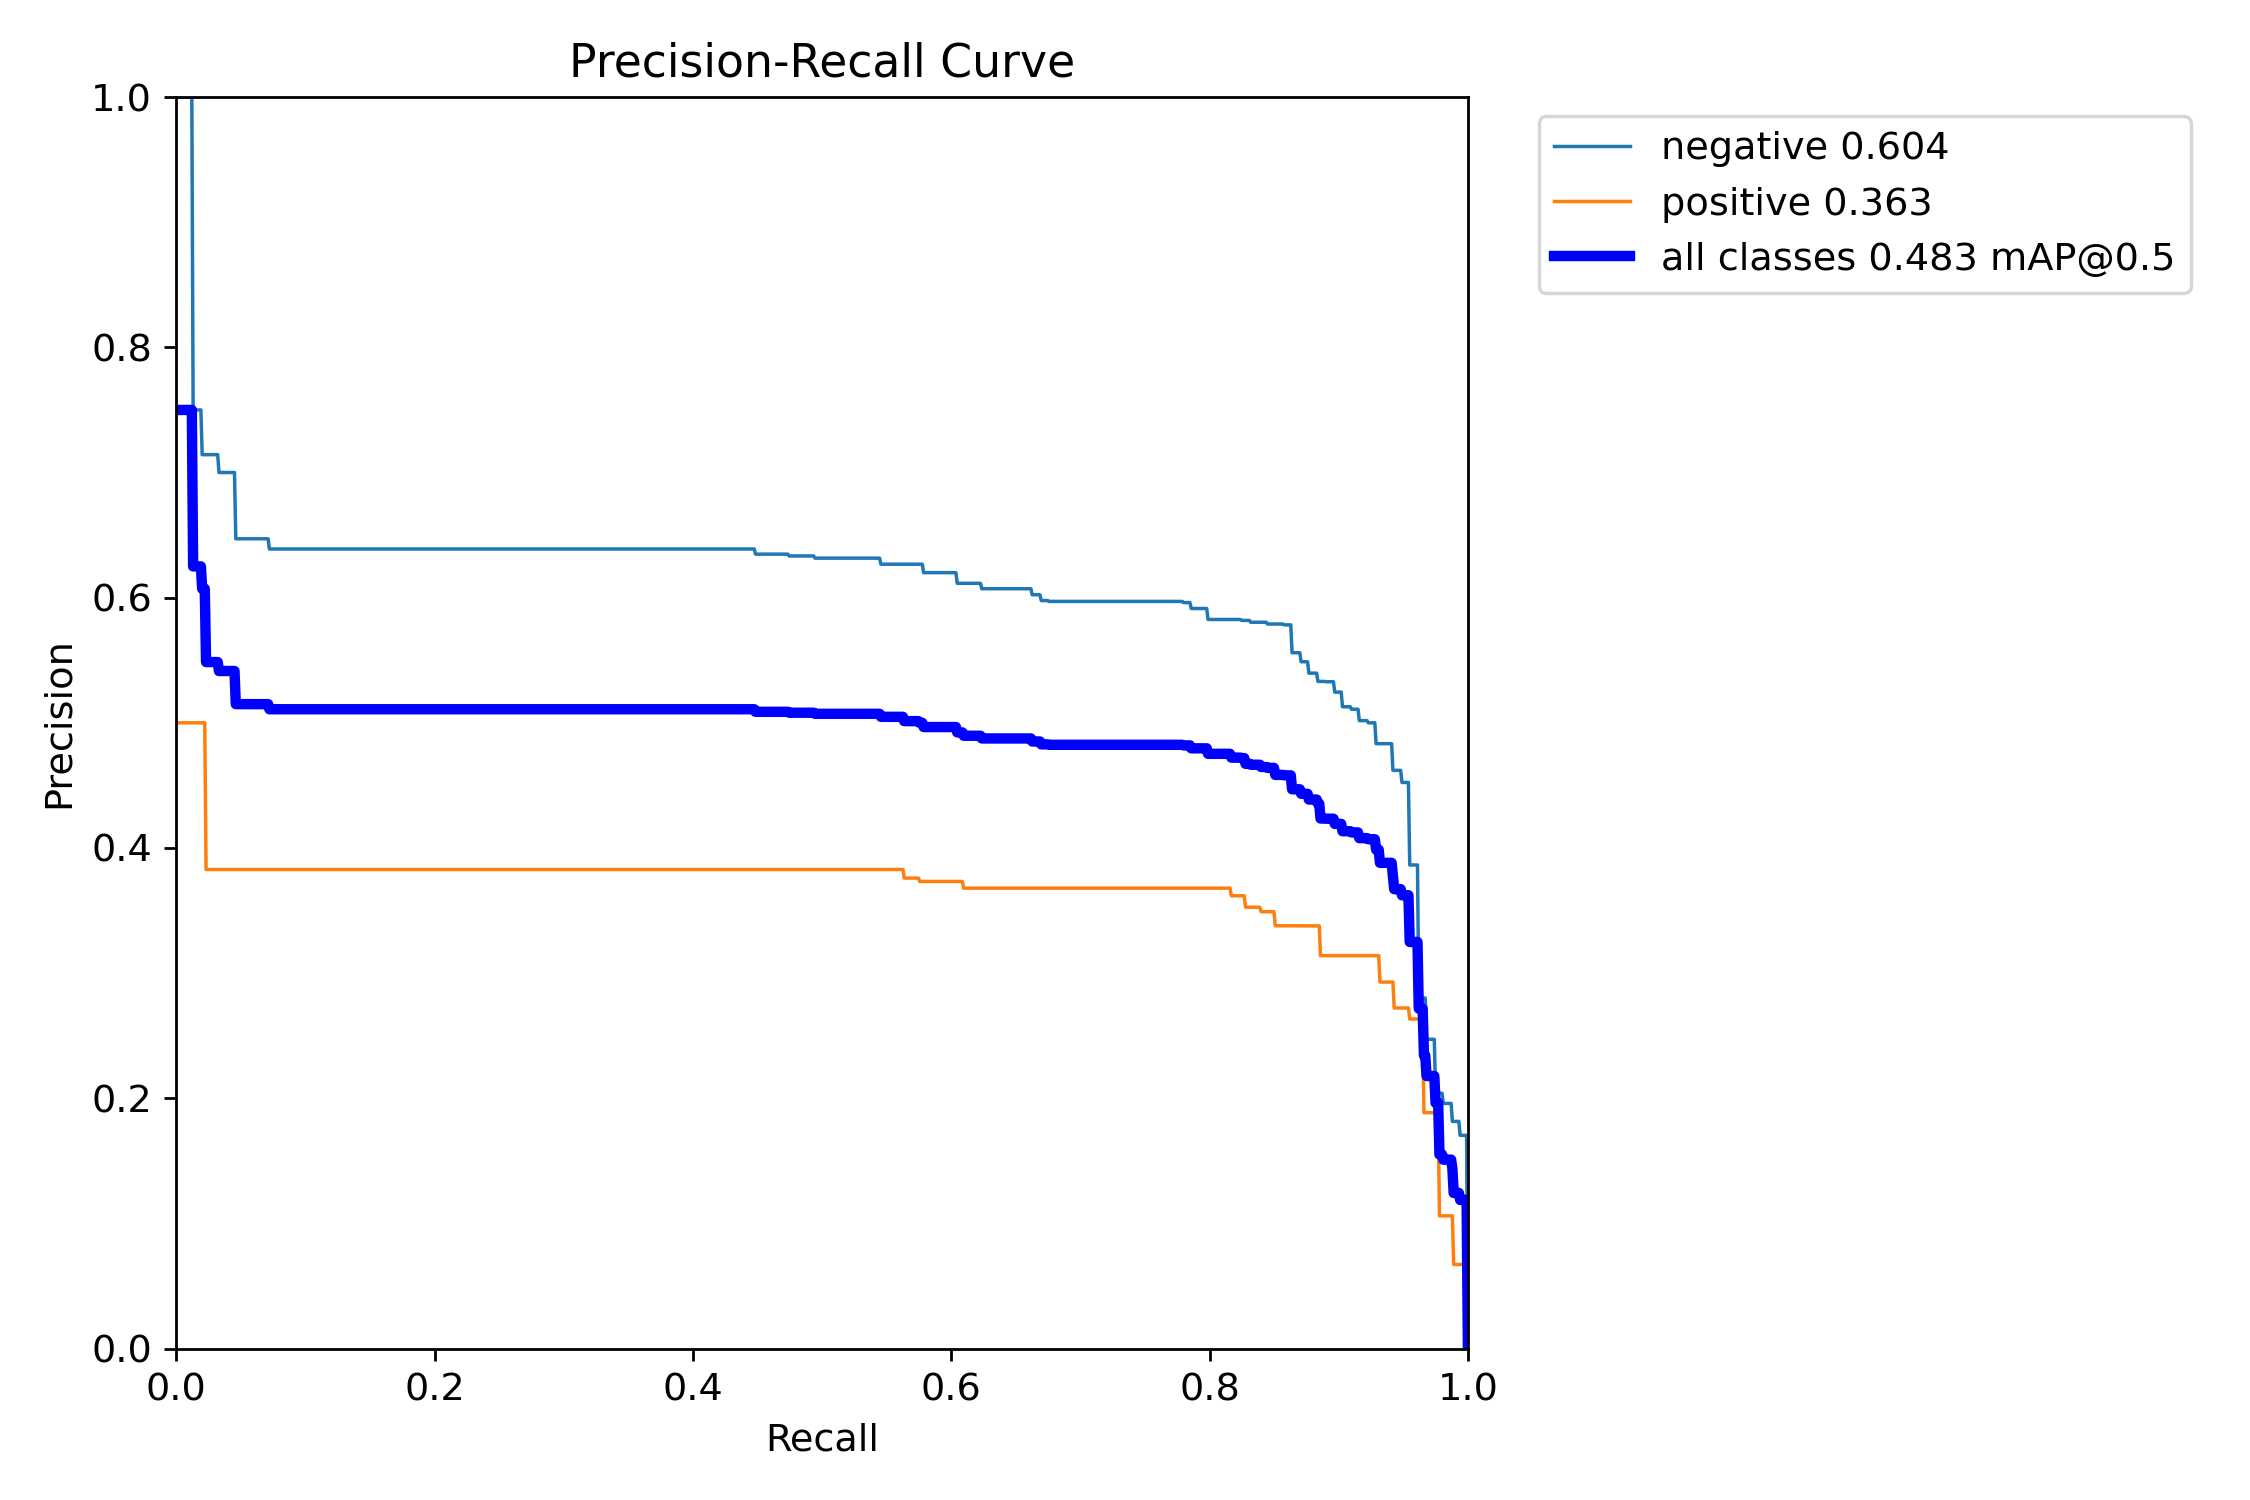 Precision-Recall Curve
negative 0.604
positive 0.363
all classes 0.483 mAP@0.5
1.0
0.8
0.6
0.4
0.2
0.0
Precision
0.0 0.2 0.4 0.6 0.8 1.0
Recall